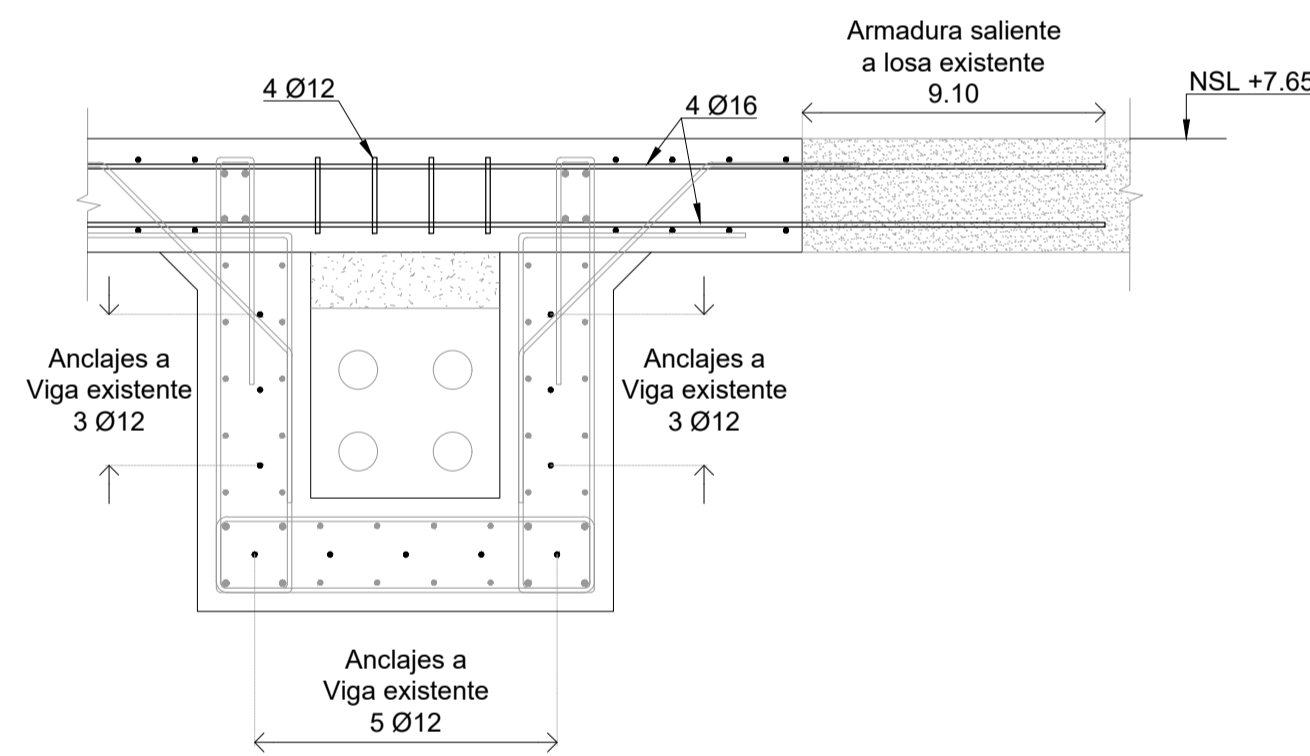 Armadura saliente
a losa existente
9.10
4 Ø12
4 Ø16
NSL +7.65
Anclajes a
Viga existente
3 Ø12
Anclajes a
Viga existente
3 Ø12
Anclajes a
Viga existente
5 Ø12